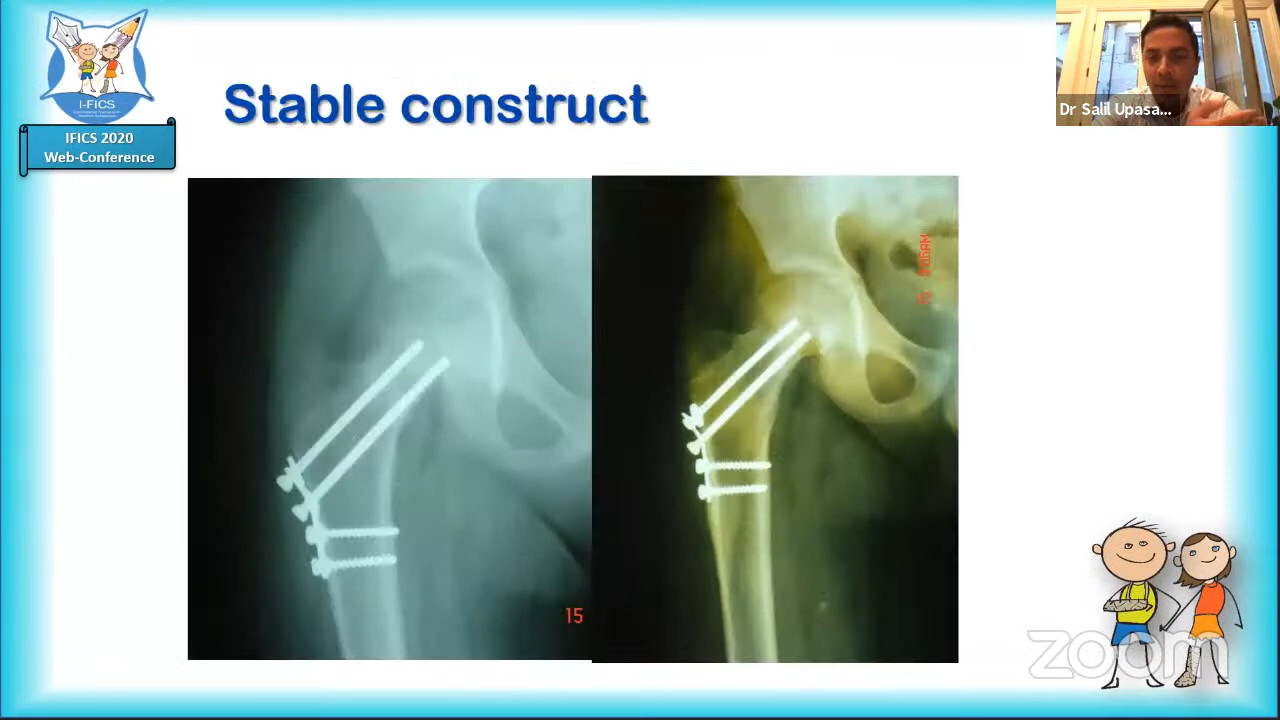 I-FICS
IFICS 2020
Web-Conference
Stable construct
Dr Salil Upasa...
15
zoom